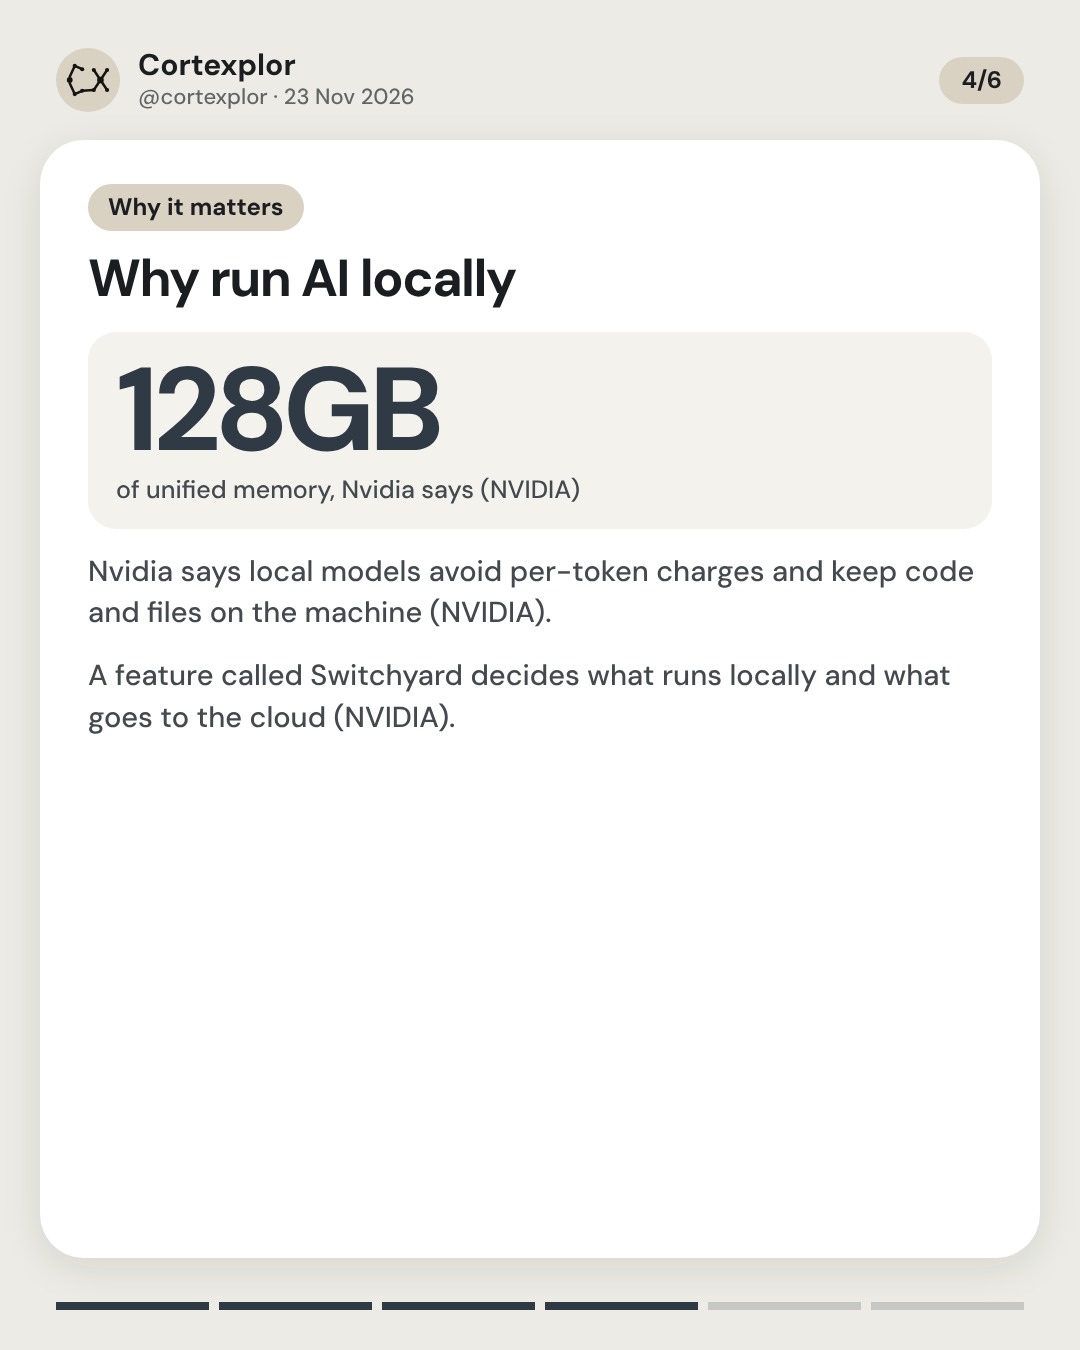 Cortexplor
@cortexplor · 23 Nov 2026
4/6
Why it matters
Why run AI locally
128GB
of unified memory, Nvidia says (NVIDIA)
Nvidia says local models avoid per-token charges and keep code
and files on the machine (NVIDIA).
A feature called Switchyard decides what runs locally and what
goes to the cloud (NVIDIA).